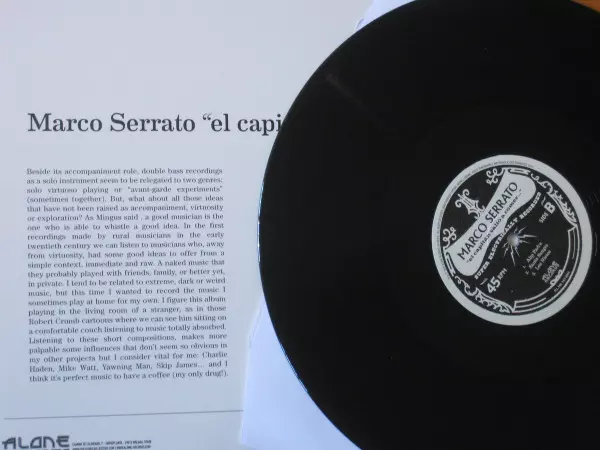 Marco Serrato “el capi
Beside its accompaniment role, double bass recordings
as a solo instrument seem to be relegated to two genres:
solo virtuoso playing or “avant-garde experiments”
(sometimes together). But, what about all those ideas
that have not been raised as accompaniment, virtuosity
or exploration? As Mingus said . a good musician is the
one who is able to whistle a good idea. In the first
recordings made by rural musicians in the early
twentieth century we can listen to musicians who, away
from virtuosity, had some good ideas to offer from a
simple context, immediate and raw. A naked music that
they probably played with friends, family, or better yet,
in private. I tend to be related to extreme, dark or weird
music, but this time I wanted to record the music I
sometimes play at home for my own. I figure this album
playing in the living room of a stranger, as in those
Robert Crumb cartoons where we can see him sitting on
a comfortable couch listening to music totally absorbed.
Listening to these short compositions, makes more
palpable some influences that don't seem so obvious in
my other projects but I consider vital for me: Charlie
Haden, Mike Watt, Yawning Man, Skip James... and I
think it's perfect music to have a coffee (my only drug!).
ALONE
MARCO SERRATO
SUPER ELECTRICALLY RECORDED
SIDE B
45 RPM